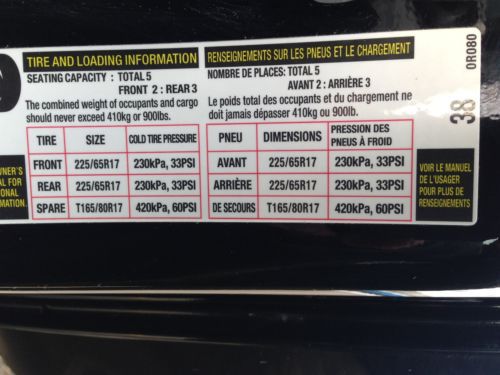 TIRE AND LOADING INFORMATION
SEATING CAPACITY : TOTAL 5
FRONT 2 : REAR 3
The combined weight of occupants and cargo
should never exceed 410kg or 900lbs.
TIRE SIZE COLD TIRE PRESSURE
FRONT 225/65R17 230kPa, 33PSI
REAR 225/65R17 230kPa, 33PSI
SPARE T165/80R17 420kPa, 60PSI
RENSEIGNEMENTS SUR LES PNEUS ET LE CHARGEMENT
NOMBRE DE PLACES: TOTAL 5
AVANT 2 : ARRIÈRE 3
Le poids total des occupants et du chargement ne
doit jamais dépasser 410kg ou 900lb.
PNEU DIMENSIONS PRESSION DES
PNEUS À FROID
AVANT 225/65R17 230kPa, 33PSI
ARRIÈRE 225/65R17 230kPa, 33PSI
DE SECOURS T165/80R17 420kPa, 60PSI
VOIR LE MANUEL
DE L'USAGER
POUR PLUS DE
RENSEIGNEMENTS
38
0R080